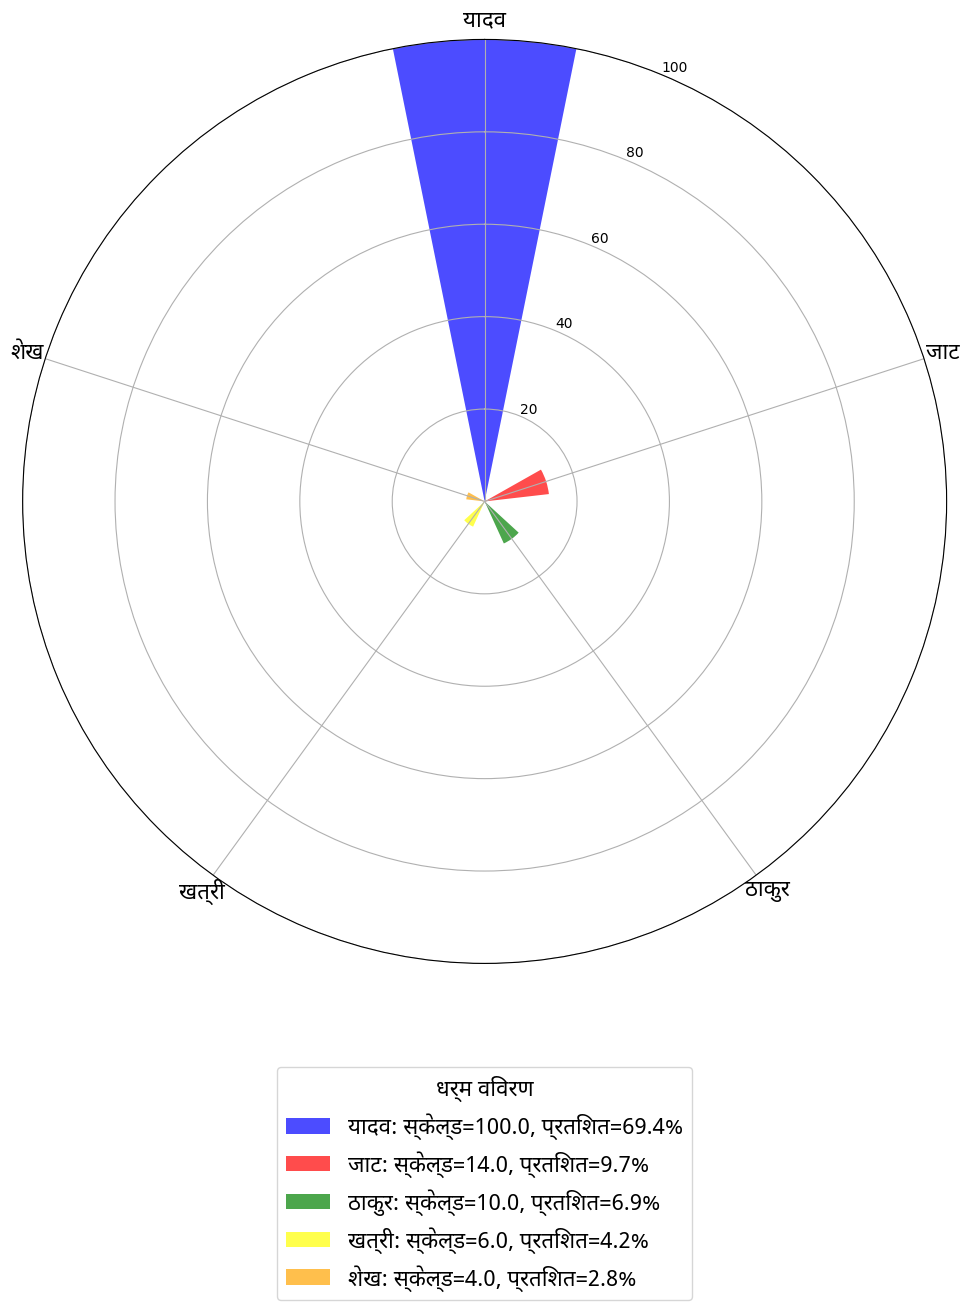 यादव
100
80
60
40
20
शेख
जाट
खत्री
ठाकुर
धर्म विवरण
यादव: स्केल्ड=100.0, प्रतिशत=69.4%
जाट: स्केल्ड=14.0, प्रतिशत=9.7%
ठाकुर: स्केल्ड=10.0, प्रतिशत=6.9%
खत्री: स्केल्ड=6.0, प्रतिशत=4.2%
शेख: स्केल्ड=4.0, प्रतिशत=2.8%